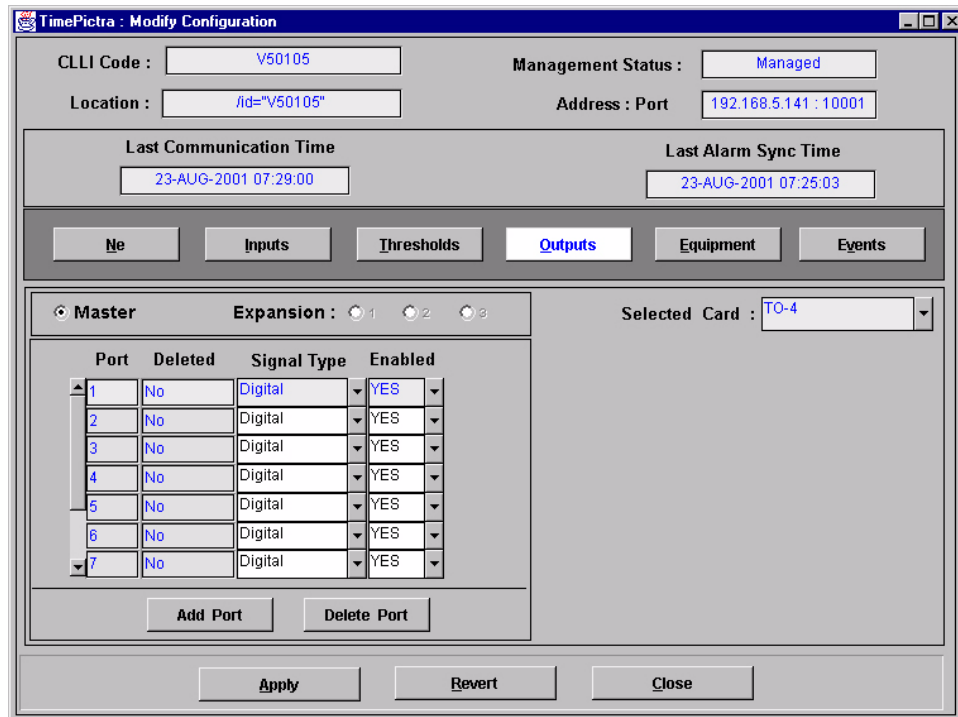 TimePictra : Modify Configuration
CLLI Code : V50105 Management Status : Managed
Location : /id="V50105" Address : Port 192.168.5.141 : 10001
Last Communication Time Last Alarm Sync Time
23-AUG-2001 07:29:00 23-AUG-2001 07:25:03
Ne Inputs Thresholds Outputs Equipment Events
Master Expansion : 1 2 3 Selected Card : TO-4
Port Deleted Signal Type Enabled
1 No Digital YES
2 No Digital YES
3 No Digital YES
4 No Digital YES
5 No Digital YES
6 No Digital YES
7 No Digital YES
Add Port Delete Port
Apply Revert Close